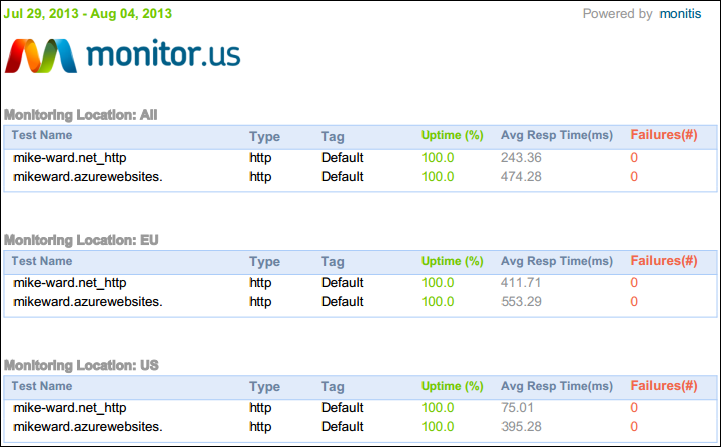 Jul 29, 2013 - Aug 04, 2013 Powered by monitis
monitor.us
Monitoring Location: All
Test Name Type Tag Uptime (%) Avg Resp Time(ms) Failures(#)
mike-ward.net_http http Default 100.0 243.36 0
mikeward.azurewebsites. http Default 100.0 474.28 0
Monitoring Location: EU
Test Name Type Tag Uptime (%) Avg Resp Time(ms) Failures(#)
mike-ward.net_http http Default 100.0 411.71 0
mikeward.azurewebsites. http Default 100.0 553.29 0
Monitoring Location: US
Test Name Type Tag Uptime (%) Avg Resp Time(ms) Failures(#)
mike-ward.net_http http Default 100.0 75.01 0
mikeward.azurewebsites. http Default 100.0 395.28 0